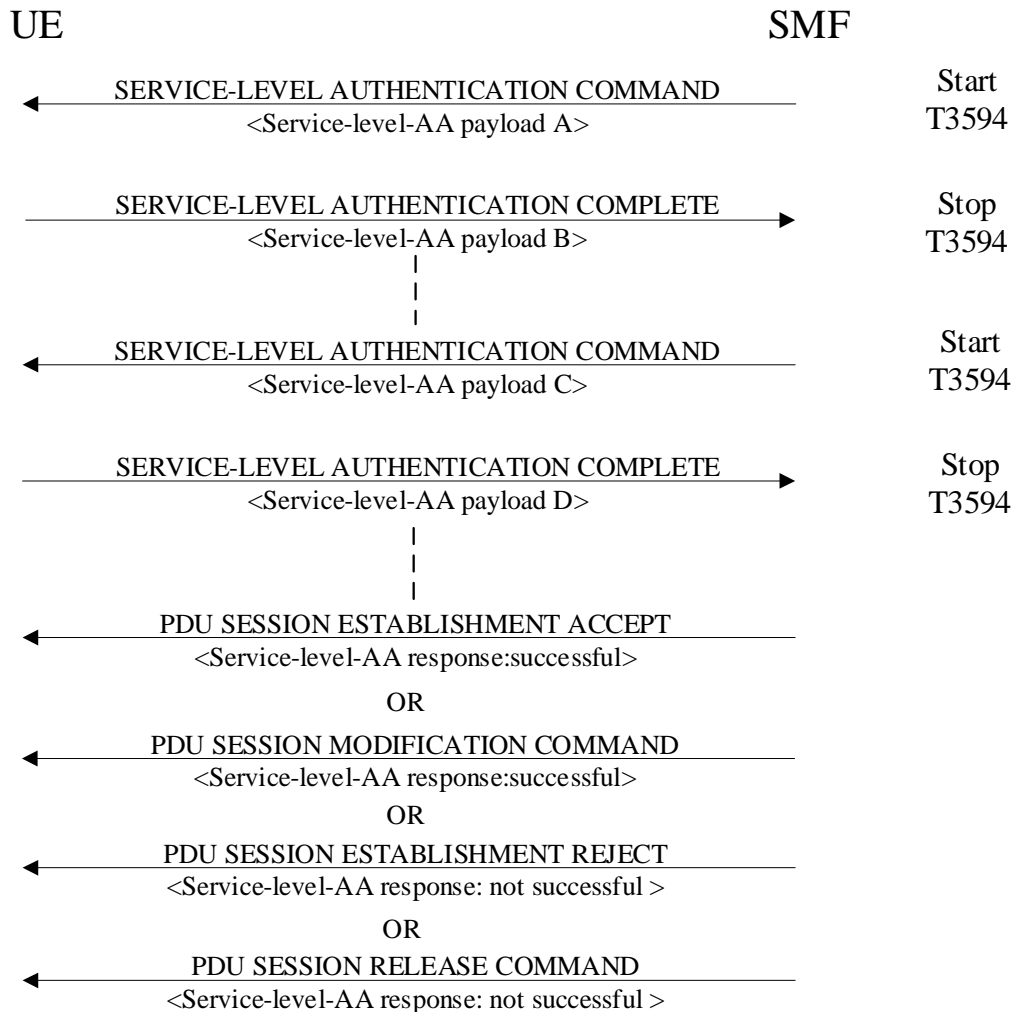 UE
SMF
SERVICE-LEVEL AUTHENTICATION COMMAND
<Service-level-AA payload A>
Start
T3594
SERVICE-LEVEL AUTHENTICATION COMPLETE
<Service-level-AA payload B>
Stop
T3594
SERVICE-LEVEL AUTHENTICATION COMMAND
<Service-level-AA payload C>
Start
T3594
SERVICE-LEVEL AUTHENTICATION COMPLETE
<Service-level-AA payload D>
Stop
T3594
PDU SESSION ESTABLISHMENT ACCEPT
<Service-level-AA response:successful>
OR
PDU SESSION MODIFICATION COMMAND
<Service-level-AA response:successful>
OR
PDU SESSION ESTABLISHMENT REJECT
<Service-level-AA response: not successful >
OR
PDU SESSION RELEASE COMMAND
<Service-level-AA response: not successful >